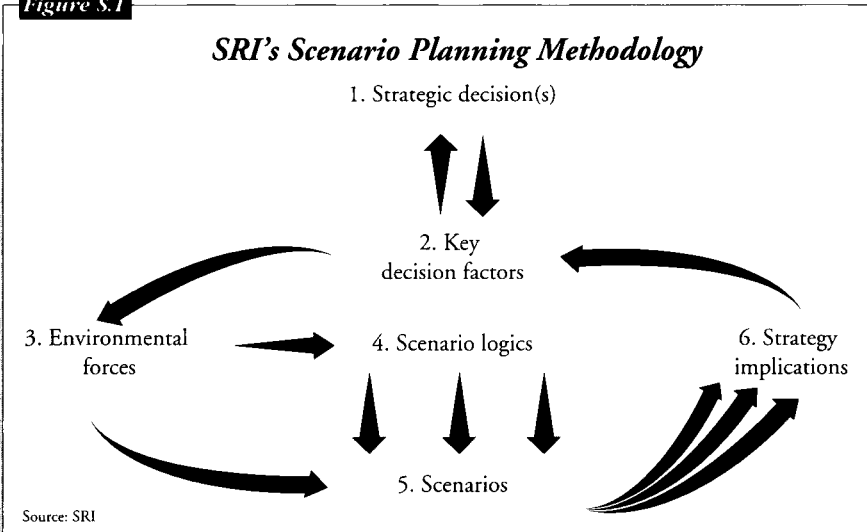 Figure S.1
SRI's Scenario Planning Methodology
1. Strategic decision(s)
2. Key
decision factors
3. Environmental
forces
4. Scenario logics
6. Strategy
implications
5. Scenarios
Source: SRI